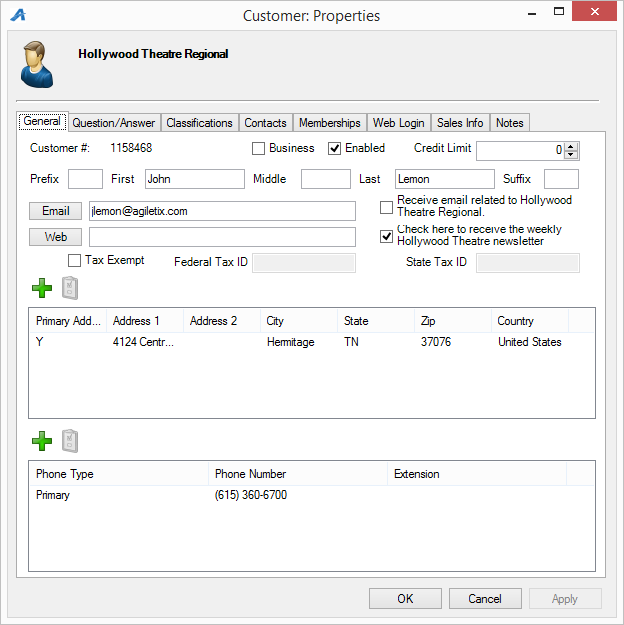 Customer: Properties
Hollywood Theatre Regional
General Question/Answer Classifications Contacts Memberships Web Login Sales Info Notes
Customer #: 1158468 Business Enabled Credit Limit 0
Prefix First John Middle Last Lemon Suffix
Email jlemon@agiletix.com Receive email related to Hollywood
Theatre Regional.
Web Check here to receive the weekly
Hollywood Theatre newsletter
Tax Exempt Federal Tax ID State Tax ID
Primary Add... Address 1 Address 2 City State Zip Country
Y 4124 Centr... Hermitage TN 37076 United States
Phone Type Phone Number Extension
Primary (615) 360-6700
OK Cancel Apply